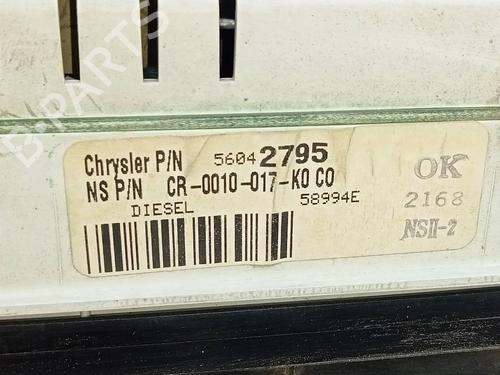 B-PARTS
Chrysler P/N 56042795
NS P/N CR-0010-017-K0 C0
DIESEL 58994E
OK
2168
NSII-2